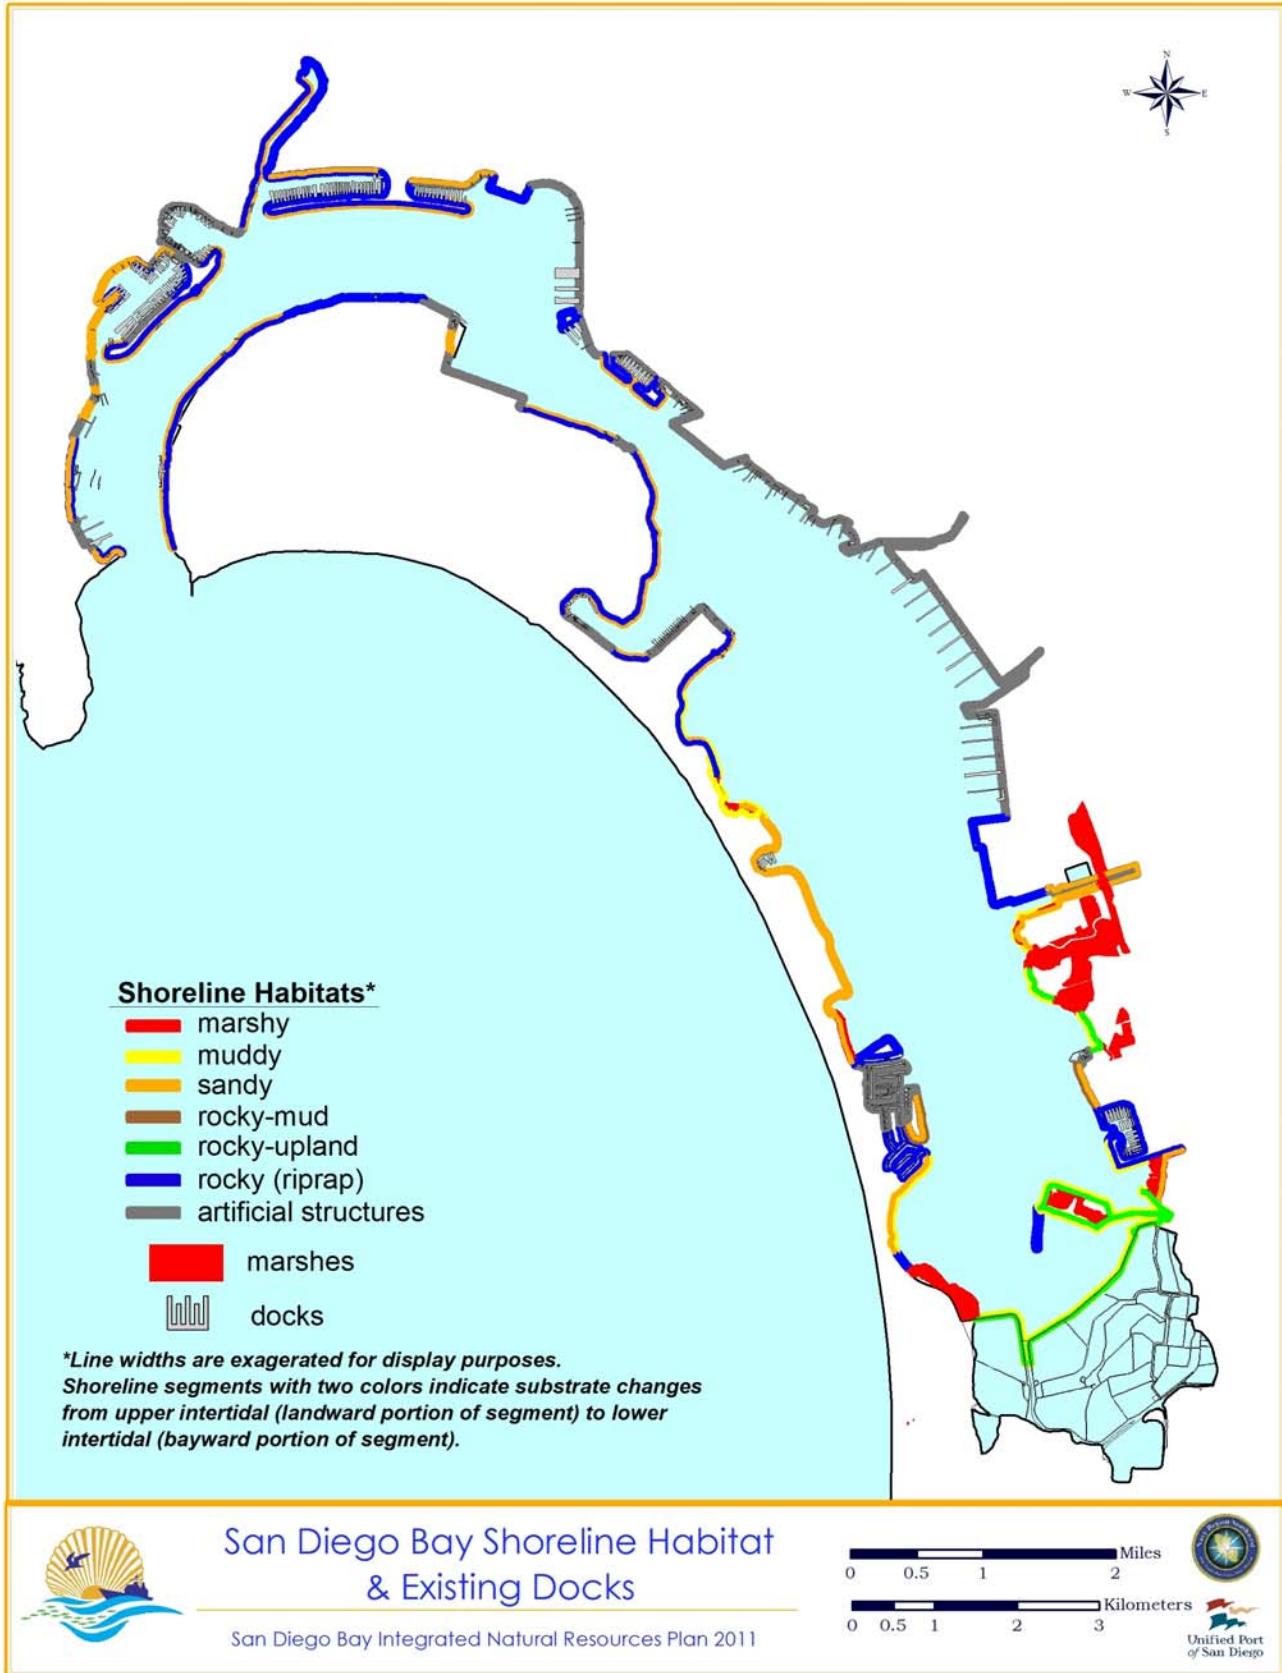 N
W E
S
Shoreline Habitats*
marshy
muddy
sandy
rocky-mud
rocky-upland
rocky (riprap)
artificial structures
marshes
docks
*Line widths are exagerated for display purposes.
Shoreline segments with two colors indicate substrate changes
from upper intertidal (landward portion of segment) to lower
intertidal (bayward portion of segment).
San Diego Bay Shoreline Habitat
& Existing Docks
San Diego Bay Integrated Natural Resources Plan 2011
Miles
0 0.5 1 2
Kilometers
0 0.5 1 2 3
Unified Port
of San Diego